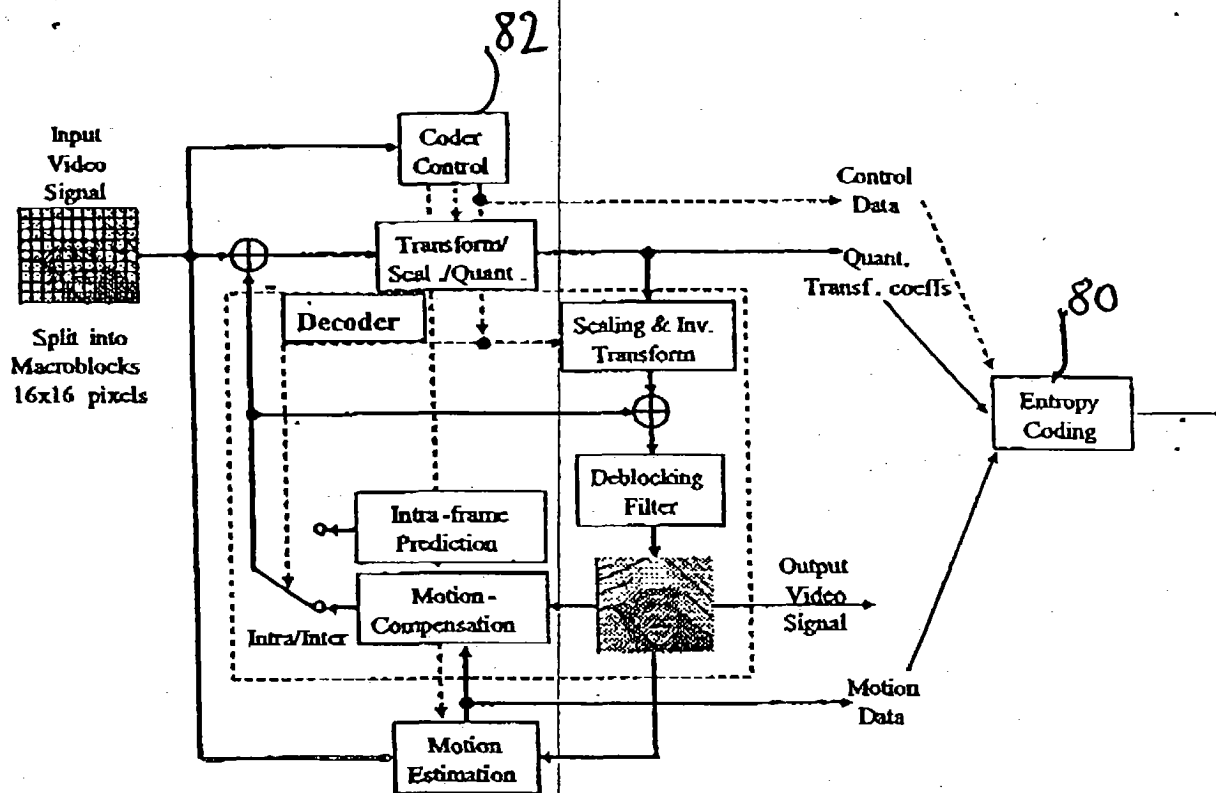 82
Input
Video
Signal
Coder
Control
Control
Data
Transform/
Scal ./Quant .
Quant.
Transf. coeffs
80
Decoder
Scaling & Inv.
Transform
Split into
Macroblocks
16x16 pixels
Entropy
Coding
Deblocking
Filter
Intra-frame
Prediction
Output
Video
Signal
Motion-
Compensation
Intra/Inter
Motion
Data
Motion
Estimation